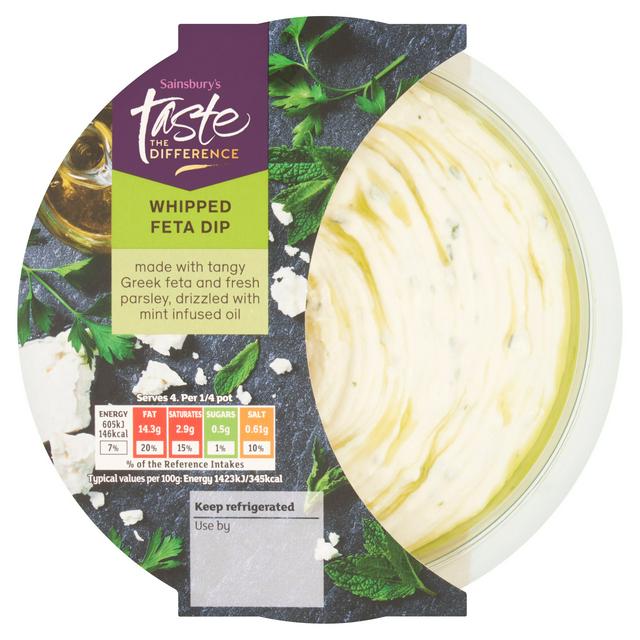 Sainsbury's
taste
THE
DIFFERENCE
WHIPPED
FETA DIP
made with tangy
Greek feta and fresh
parsley, drizzled with
mint infused oil
Serves 4. Per 1/4 pot
ENERGY FAT SATURATES SUGARS SALT
605kJ
146kcal 14.3g 2.9g 0.5g 0.61g
7% 20% 15% 1% 10%
% of the Reference Intakes
Typical values per 100g: Energy 1423kJ/345kcal
Keep refrigerated
Use by